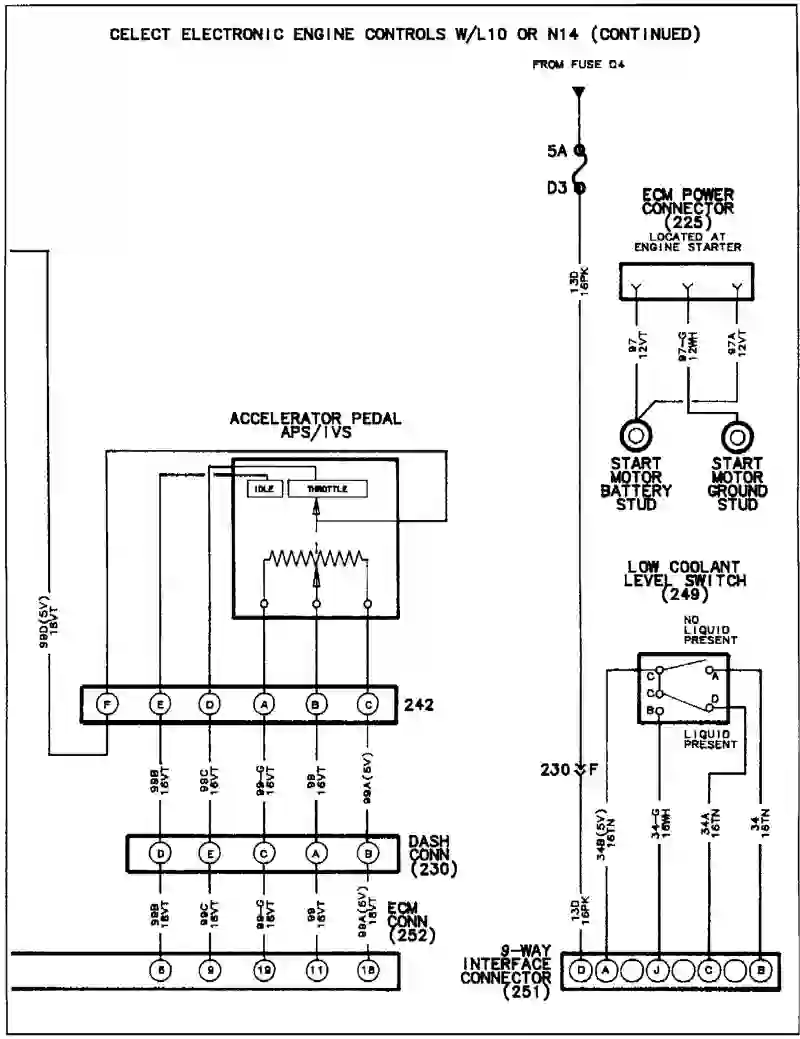 CELECT ELECTRONIC ENGINE CONTROLS W/L10 OR N14 (CONTINUED)
FROM FUSE D4
5A
D3
ECM POWER
CONNECTOR
(225)
LOCATED AT
ENGINE STARTER
13D
16PK
97
12VT
97-G
12WH
97A
12VT
START
MOTOR
BATTERY
STUD
START
MOTOR
GROUND
STUD
ACCELERATOR PEDAL
APS/IVS
IDLE
THROTTLE
LOW COOLANT
LEVEL SWITCH
(249)
NO
LIQUID
PRESENT
C
A
C
D
B
LIQUID
PRESENT
99D(5V)
16VT
F
E
D
A
B
C
242
99B
16VT
99C
16VT
99-G
16VT
99
16VT
99A(5V)
230
F
34B(5V)
16TN
34-G
16WH
34A
16TN
34
16TN
D
E
C
A
B
DASH
CONN
(230)
99B
16VT
99C
16VT
99-G
16VT
99
16VT
99A(5V)
16VT
ECM
CONN
(252)
13D
16PK
9-WAY
INTERFACE
CONNECTOR
(251)
9
19
11
18
D
A
J
C
B